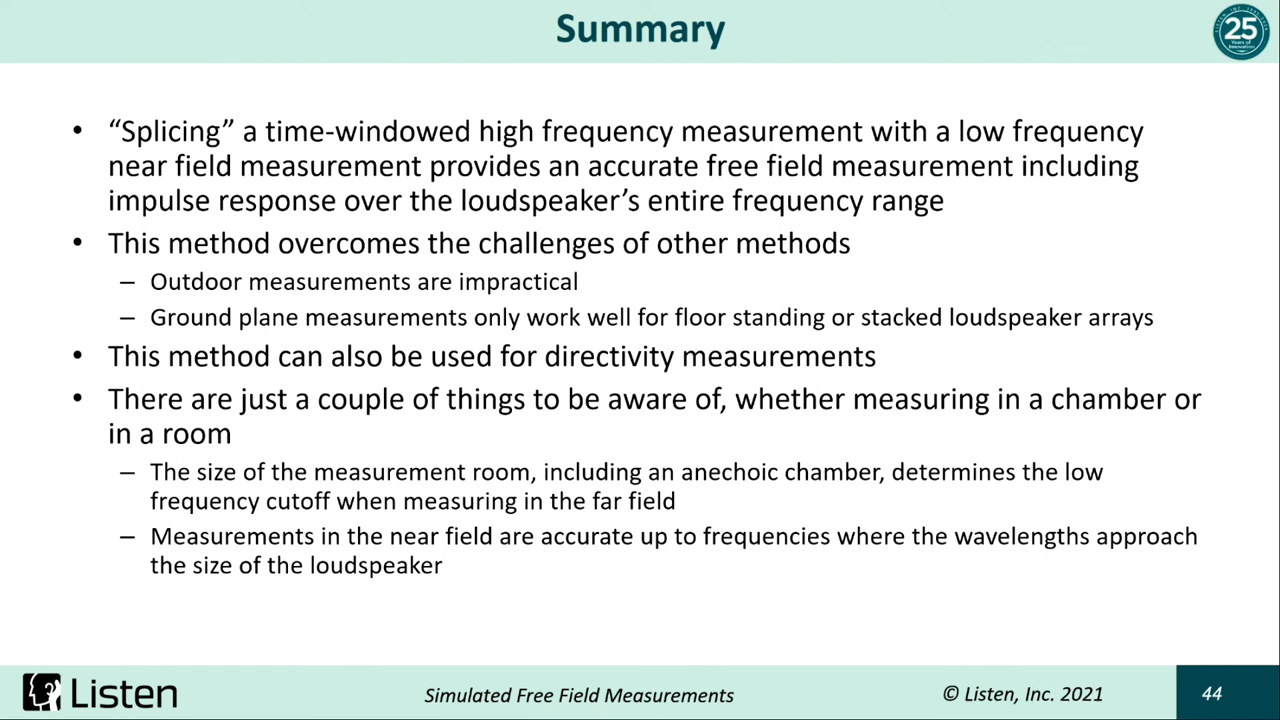 Summary
25
Years of
Innovation
• “Splicing” a time-windowed high frequency measurement with a low frequency
near field measurement provides an accurate free field measurement including
impulse response over the loudspeaker’s entire frequency range
• This method overcomes the challenges of other methods
– Outdoor measurements are impractical
– Ground plane measurements only work well for floor standing or stacked loudspeaker arrays
• This method can also be used for directivity measurements
• There are just a couple of things to be aware of, whether measuring in a chamber or
in a room
– The size of the measurement room, including an anechoic chamber, determines the low
frequency cutoff when measuring in the far field
– Measurements in the near field are accurate up to frequencies where the wavelengths approach
the size of the loudspeaker
Listen
Simulated Free Field Measurements
© Listen, Inc. 2021
44